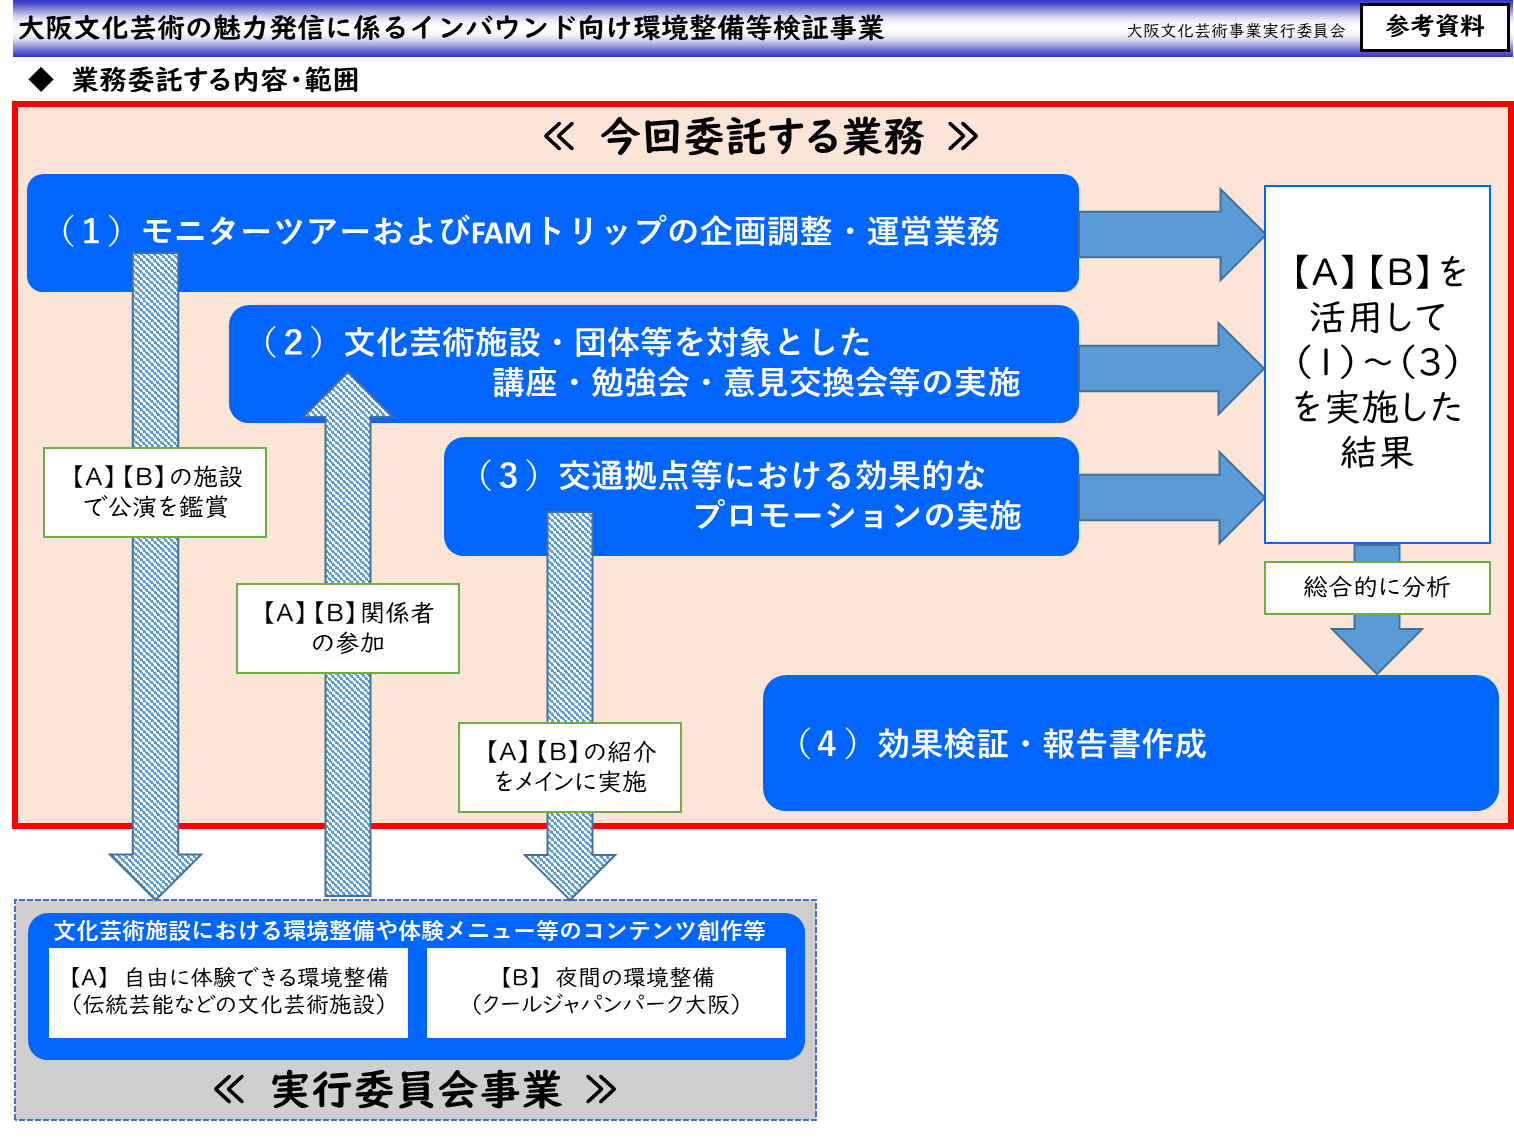 大阪文化芸術の魅力発信に係るインバウンド向け環境整備等検証事業
大阪文化芸術事業実行委員会
参考資料
◆ 業務委託する内容・範囲
≪ 今回委託する業務 ≫
（１）モニターツアーおよびFAMトリップの企画調整・運営業務
（２）文化芸術施設・団体等を対象とした
講座・勉強会・意見交換会等の実施
（３）交通拠点等における効果的な
プロモーションの実施
【Ａ】【Ｂ】を
活用して
（１）～（３）
を実施した
結果
【Ａ】【Ｂ】の施設
で公演を鑑賞
【Ａ】【Ｂ】関係者
の参加
【Ａ】【Ｂ】の紹介
をメインに実施
総合的に分析
（４）効果検証・報告書作成
文化芸術施設における環境整備や体験メニュー等のコンテンツ創作等
【Ａ】 自由に体験できる環境整備
（伝統芸能などの文化芸術施設）
【Ｂ】 夜間の環境整備
（クールジャパンパーク大阪）
≪ 実行委員会事業 ≫